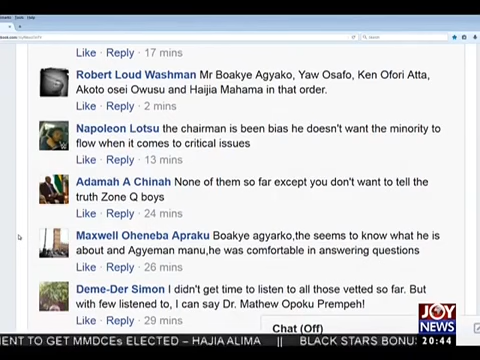 Like · Reply · 17 mins
Robert Loud Washman Mr Boakye Agyako, Yaw Osafo, Ken Ofori Atta,
Akoto osei Owusu and Haijia Mahama in that order.
Like · Reply · 2 mins
Napoleon Lotsu the chairman is been bias he doesn't want the minority to
flow when it comes to critical issues
Like · Reply · 13 mins
Adamah A Chinah None of them so far except you don't want to tell the
truth Zone Q boys
Like · Reply · 24 mins
Maxwell Oheneba Apraku Boakye agyarko,the seems to know what he is
about and Agyeman manu,he was comfortable in answering questions
Like · Reply · 26 mins
Deme-Der Simon I didn't get time to listen to all those vetted so far. But
with few listened to, I can say Dr. Mathew Opoku Prempeh!
Like · Reply · 29 mins
Chat (Off)
JOY
NEWS
20:44
ENT TO GET MMDCEs ELECTED – HAJIA ALIMA || BLACK STARS BONUS